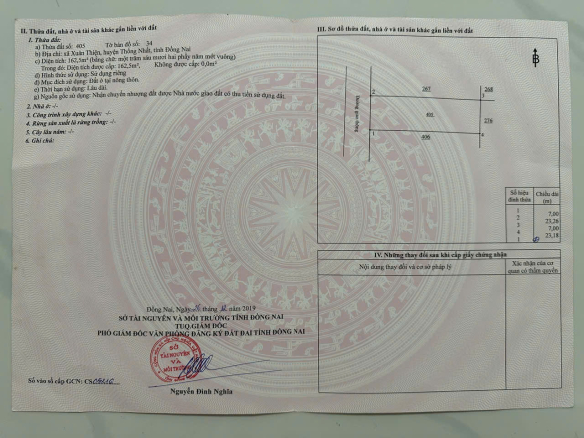 II. Thửa đất, nhà ở và tài sản khác gắn liền với đất
1. Thửa đất:
a) Thửa đất số: 405 Tờ bản đồ số: 34
b) Địa chỉ: xã Xuân Thiện, huyện Thống Nhất, tỉnh Đồng Nai
c) Diện tích: 162,5m² (bằng chữ: một trăm sáu mươi hai phẩy năm mét vuông)
Trong đó: Diện tích được cấp: 162,5m² Không được cấp: 0,0m²
d) Hình thức sử dụng: Sử dụng riêng
đ) Mục đích sử dụng: Đất ở tại nông thôn.
e) Thời hạn sử dụng: Lâu dài.
g) Nguồn gốc sử dụng: Nhận chuyển nhượng đất được Nhà nước giao đất có thu tiền sử dụng đất.
2. Nhà ở: -/-
3. Công trình xây dựng khác: -/-
4. Rừng sản xuất là rừng trồng: -/-
5. Cây lâu năm: -/-
6. Ghi chú:
Đồng Nai, Ngày tháng 12 năm 2019
SỞ TÀI NGUYÊN VÀ MÔI TRƯỜNG TỈNH ĐỒNG NAI
TUQ.GIÁM ĐỐC
PHÓ GIÁM ĐỐC VĂN PHÒNG ĐĂNG KÝ ĐẤT ĐAI TỈNH ĐỒNG NAI
SỞ
TÀI NGUYÊN
VÀ
MÔI TRƯỜNG
Nguyễn Đình Nghĩa
Số vào sổ cấp GCN: CS
III. Sơ đồ thửa đất, nhà ở và tài sản khác gắn liền với đất
B
2 267 268
3
405
236
1 4
406
Số hiệu đỉnh thửa Chiều dài (m)
1
7,00
2
23,26
3
7,00
4
23,18
1
IV. Những thay đổi sau khi cấp giấy chứng nhận
Nội dung thay đổi và cơ sở pháp lý
Xác nhận của cơ
quan có thẩm quyền